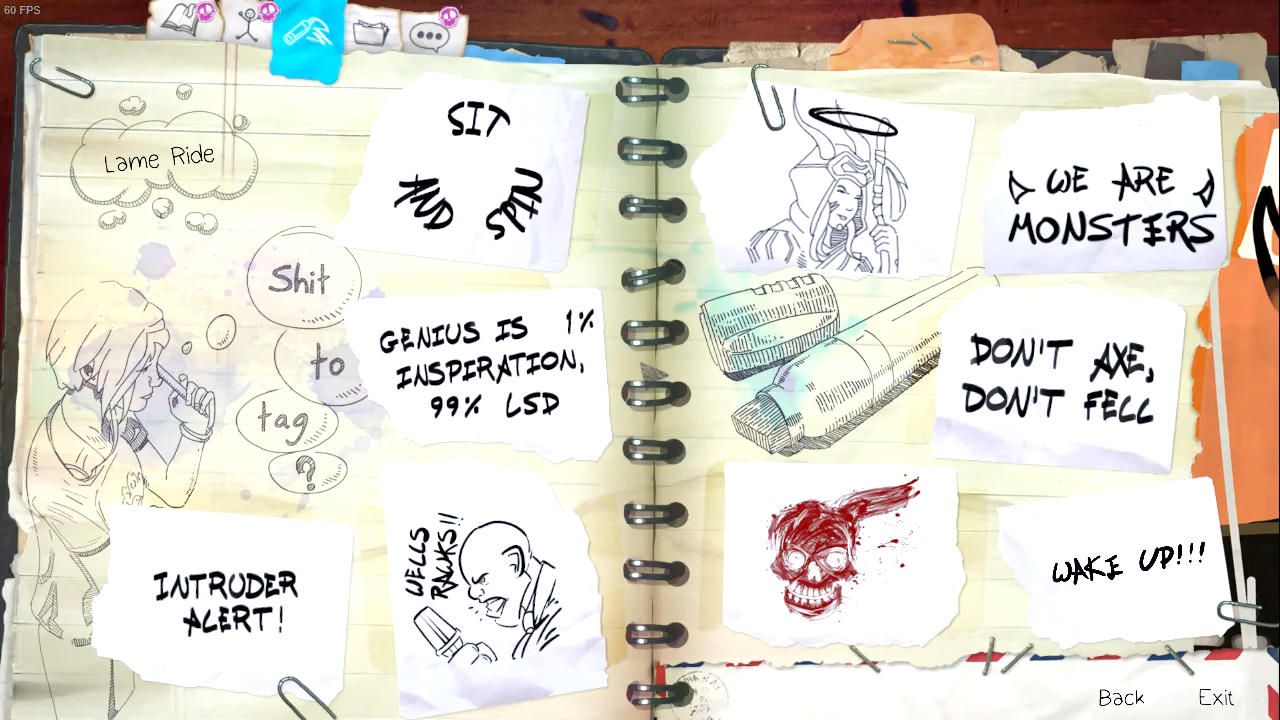 60 FPS
Lame Ride
Shit
to
tag
?
SIT
AND SPIN
GENIUS IS 1%
INSPIRATION,
99% LSD
INTRUDER
ALERT!
WELLS
RAWKS!!
WE ARE
MONSTERS
DON'T AXE,
DON'T FELL
WAKE UP!!!
Back
Exit